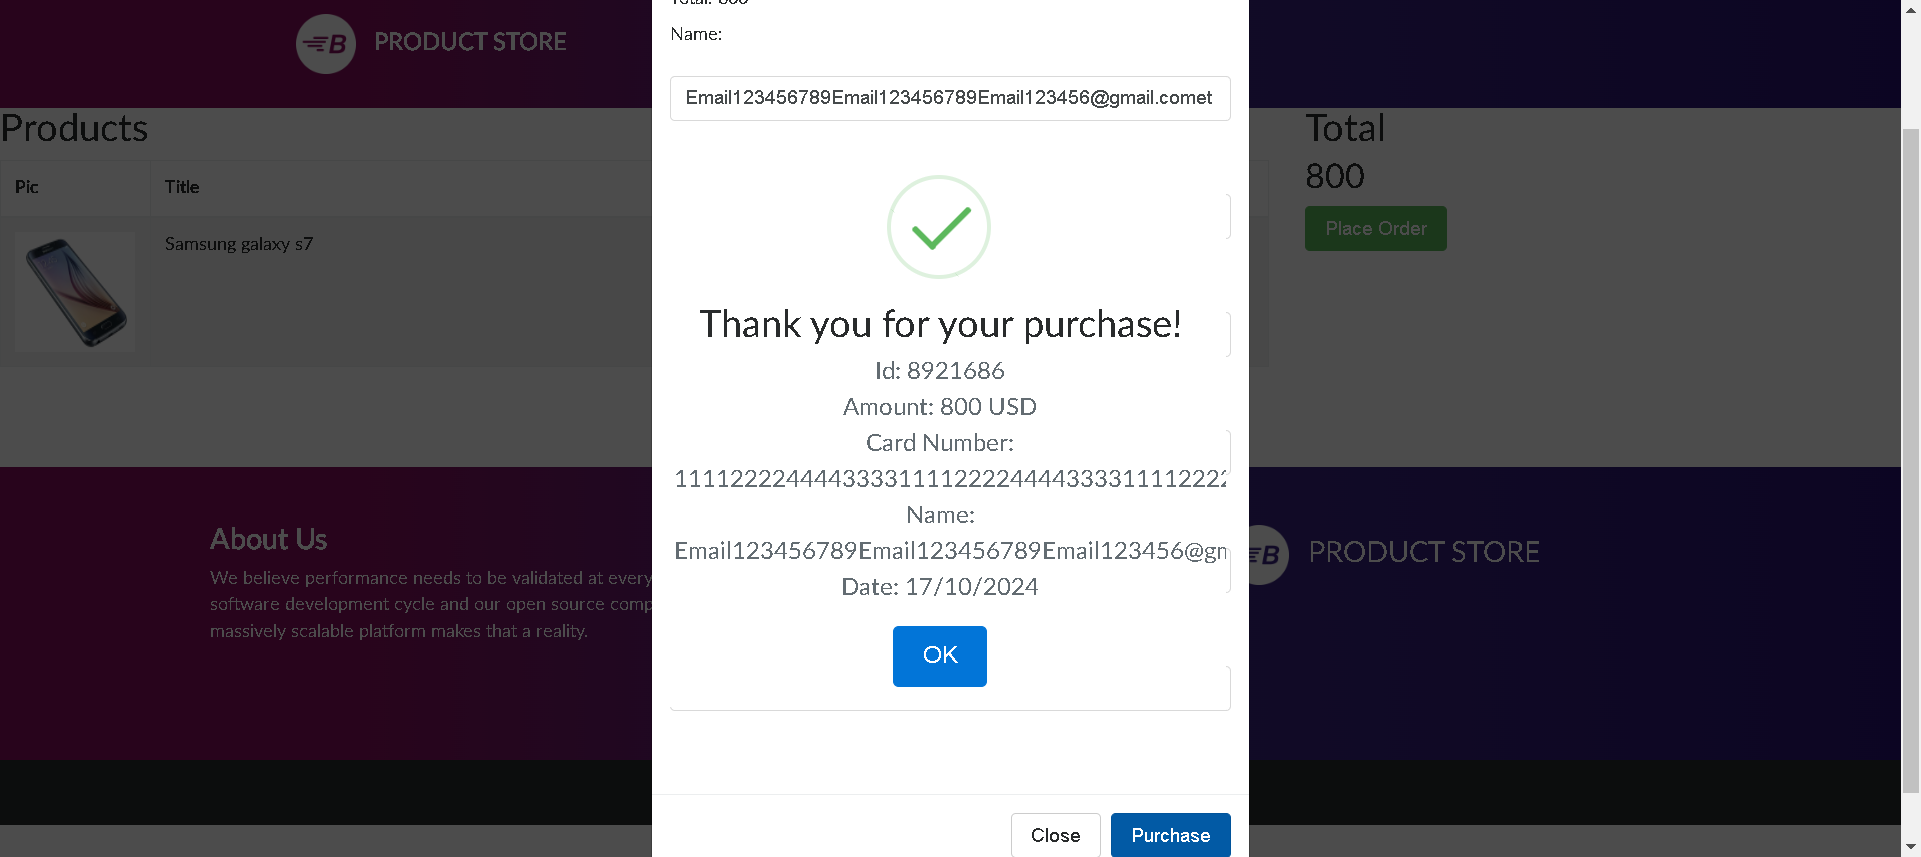 PRODUCT STORE
Total: 800
Name:
Email123456789Email123456789Email123456@gmail.comet
Products
Pic Title
Samsung galaxy s7
Total
800
Place Order
Thank you for your purchase!
Id: 8921686
Amount: 800 USD
Card Number:
1111222244443333111122224444333311112222
Name:
Email123456789Email123456789Email123456@gm
Date: 17/10/2024
OK
About Us
We believe performance needs to be validated at every
software development cycle and our open source comp
massively scalable platform makes that a reality.
B PRODUCT STORE
Close Purchase